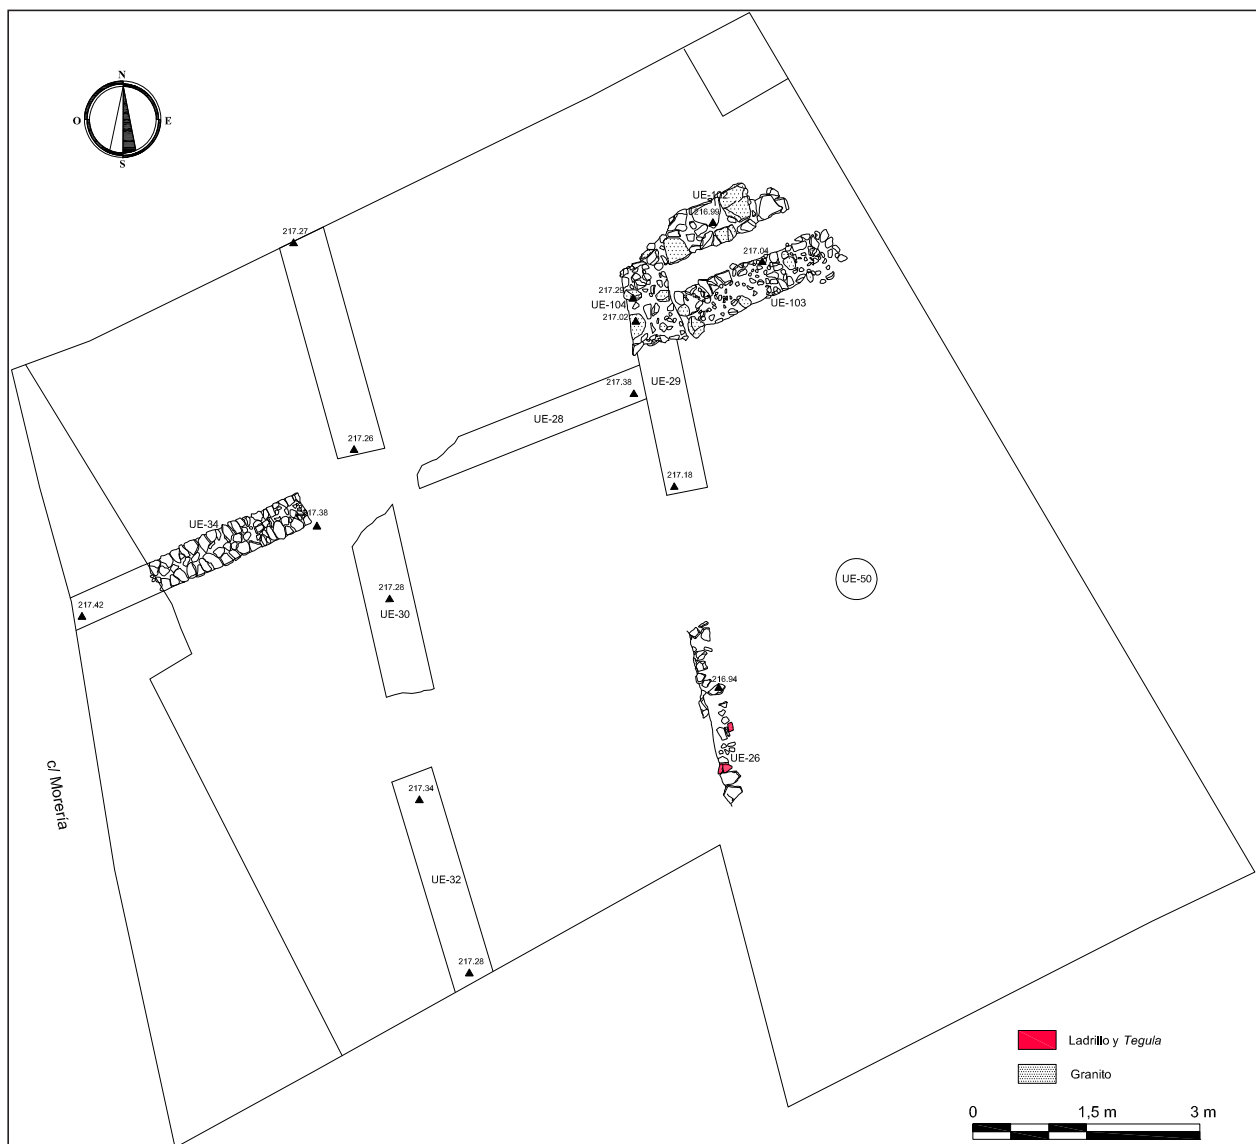 N
O E
S
UE-102
216.99
217.27
217.04
217.29
UE-104
UE-103
217.02
217.38
UE-29
UE-28
217.26
217.18
UE-34
217.38
UE-50
217.28
217.42
UE-30
216.94
UE-26
c/ Morería
217.34
UE-32
217.28
Ladrillo y Tegula
Granito
0 1,5 m 3 m